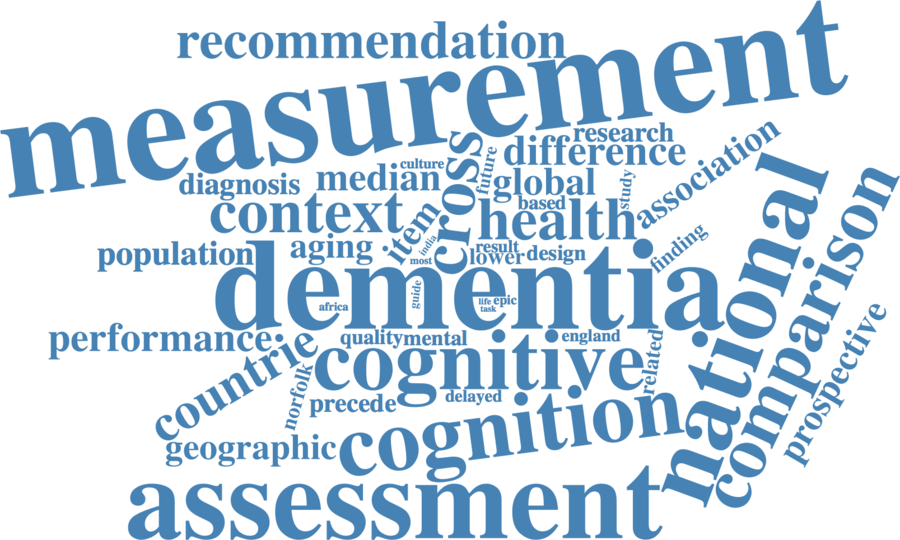 recommendation
measurement
research
difference
association
culture
cross
future
diagnosis
median
global
study
based
context
item
health
national
comparison
population
aging
india
most
result
lower
design
finding
dementia
africa
guide
life
epic
task
performance
quality
mental
england
related
prospective
countrie
cognitive
norfolk
precede
delayed
geographic
cognition
assessment